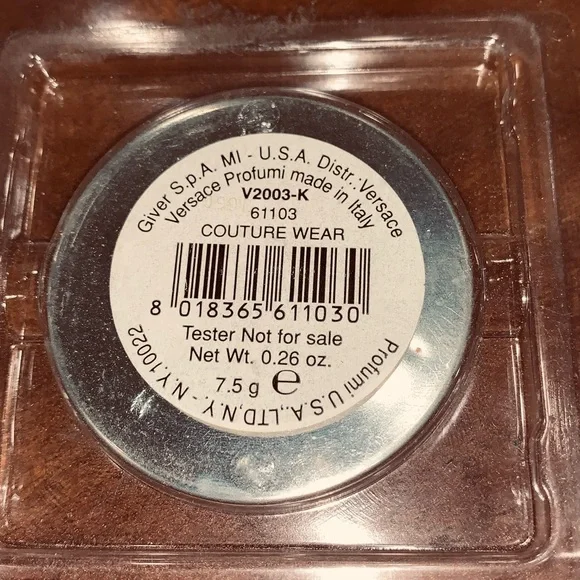 Giver S.p.A. MI - U.S.A. Distr.:Versace
Profumi U.S.A.,LTD,N.Y. - N.Y.10022
Versace Profumi made in Italy
V2003-K
61103
COUTURE WEAR
8 018365 611030
Tester Not for sale
Net Wt. 0.26 oz.
7.5 g e